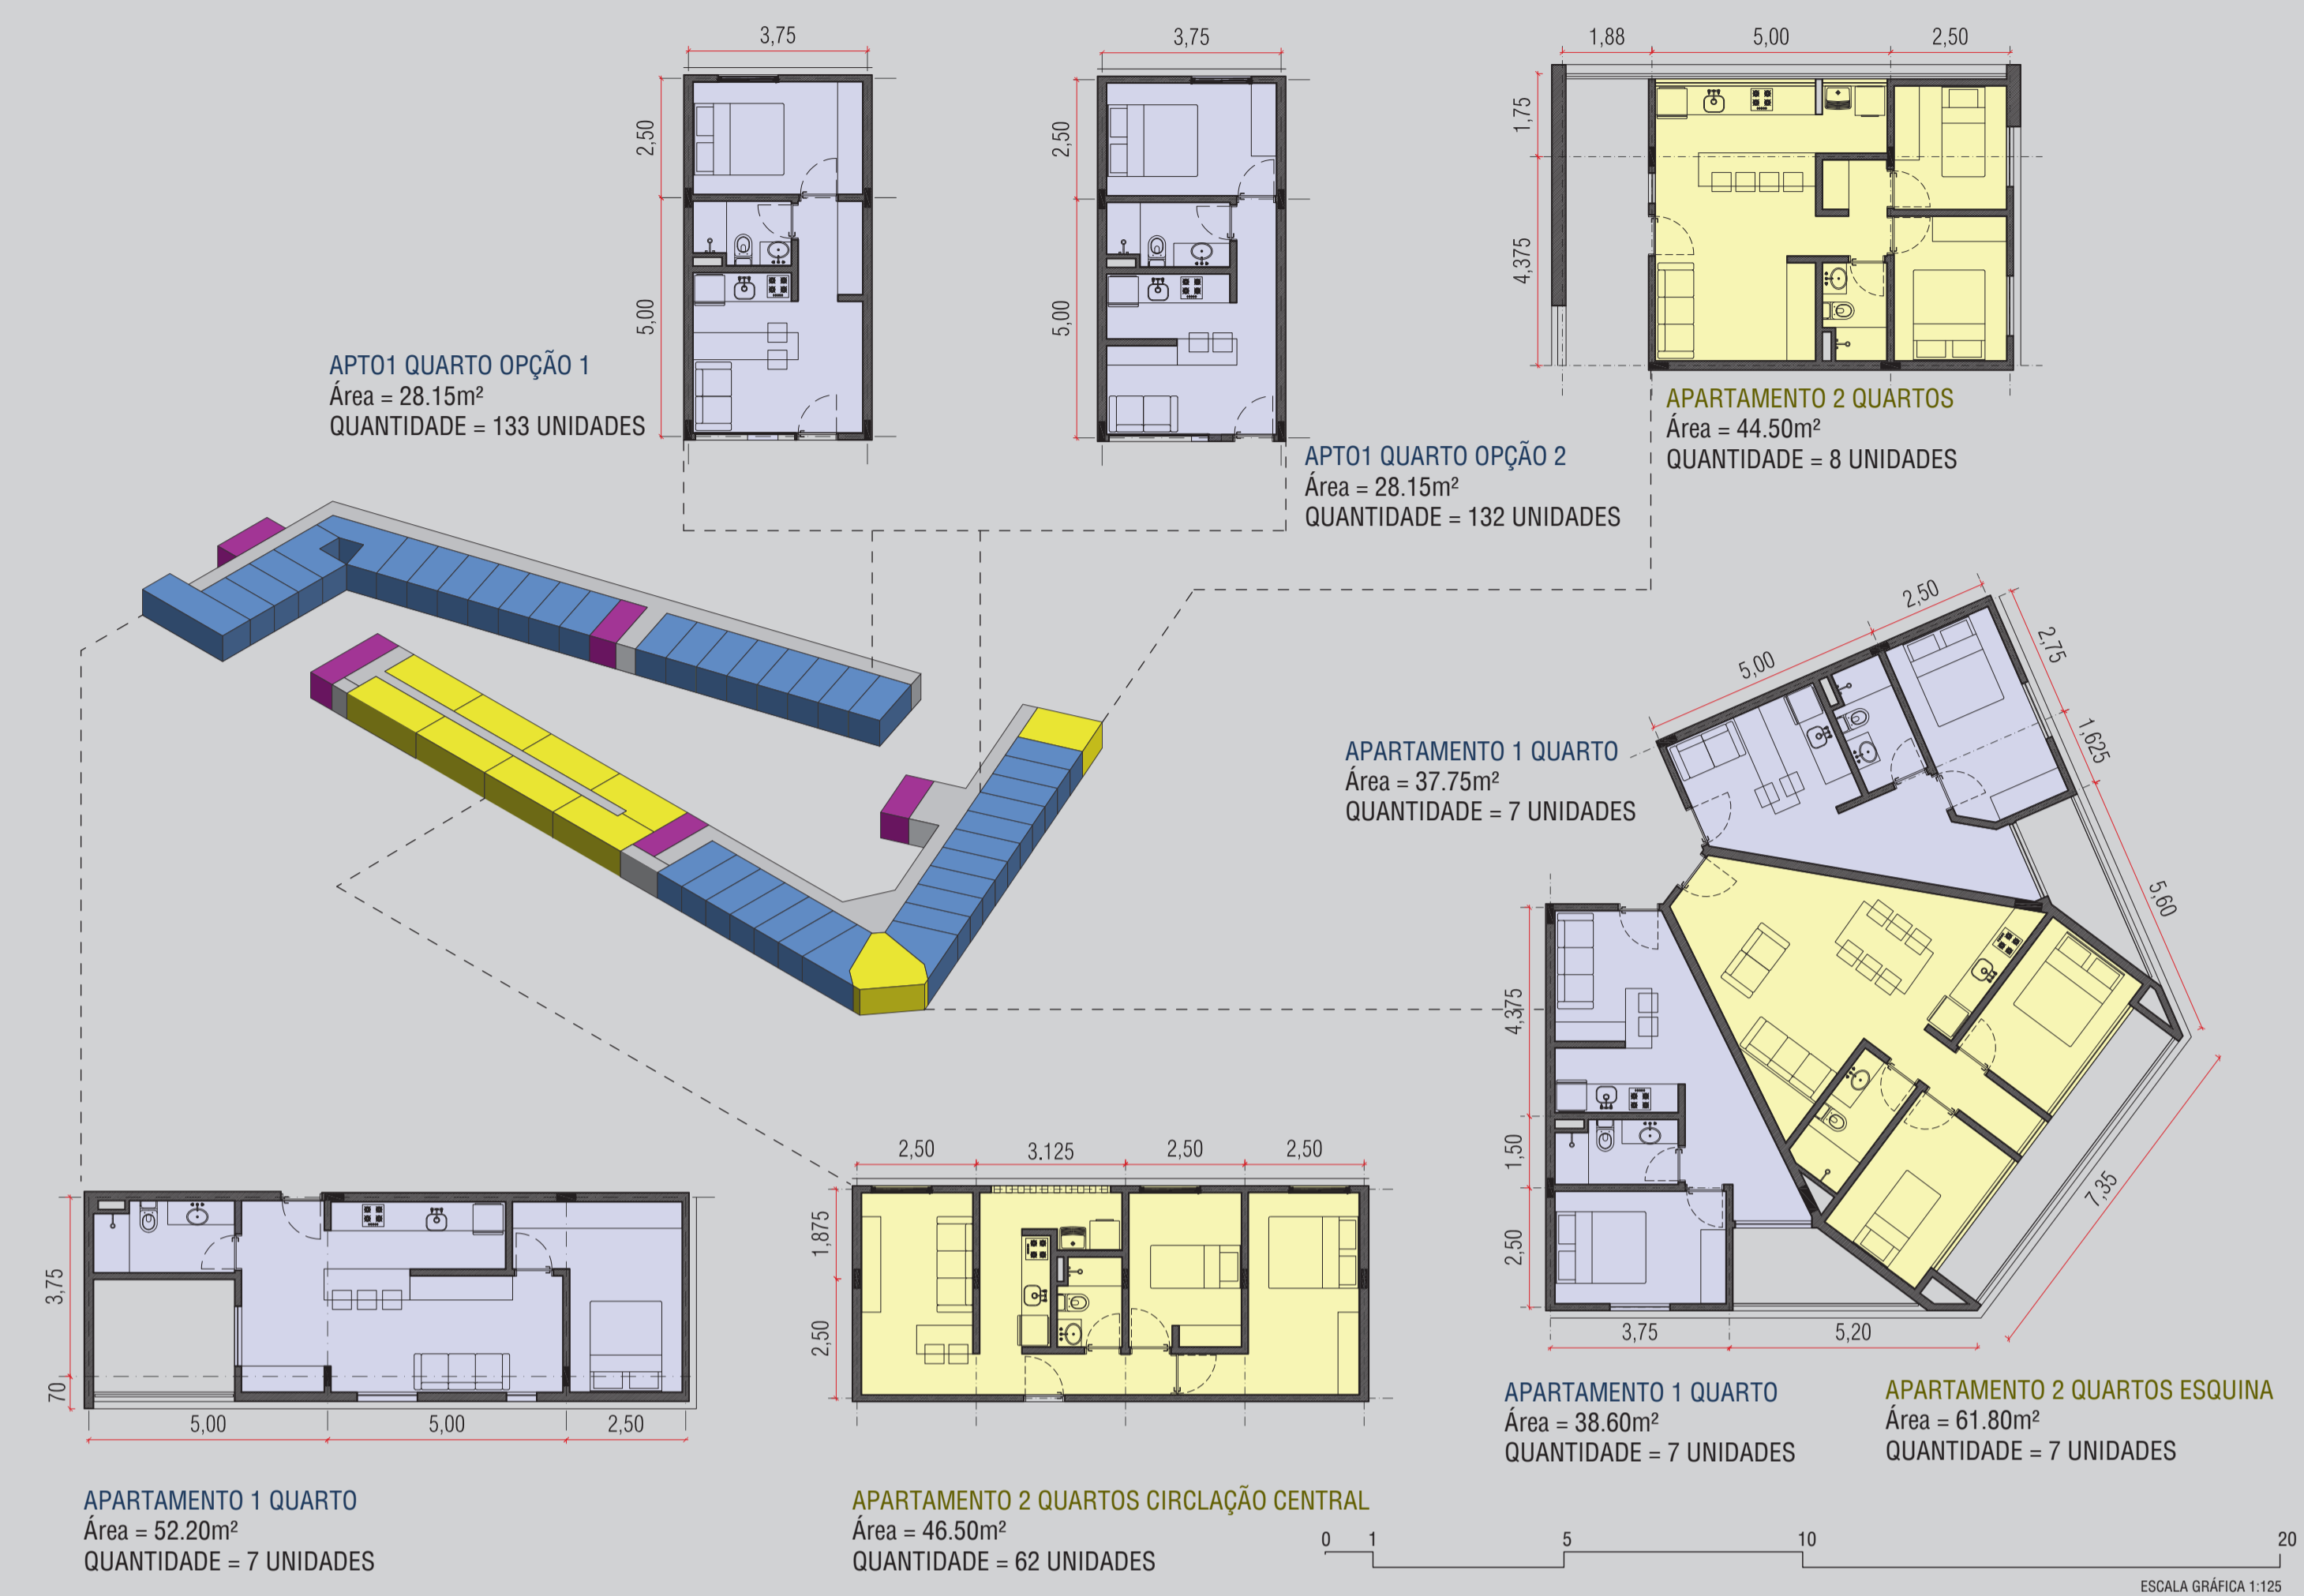 3,75
2,50
5,00
APTO1 QUARTO OPÇÃO 1
Área = 28.15m²
QUANTIDADE = 133 UNIDADES
3,75
2,50
5,00
APTO1 QUARTO OPÇÃO 2
Área = 28.15m²
QUANTIDADE = 132 UNIDADES
1,88 5,00 2,50
1,75
4,375
APARTAMENTO 2 QUARTOS
Área = 44.50m²
QUANTIDADE = 8 UNIDADES
2,50
5,00
2,75
1,625
5,60
7,35
APARTAMENTO 1 QUARTO
Área = 37.75m²
QUANTIDADE = 7 UNIDADES
4,375
1,50
2,50
3,75 5,20
APARTAMENTO 1 QUARTO
Área = 38.60m²
QUANTIDADE = 7 UNIDADES
APARTAMENTO 2 QUARTOS ESQUINA
Área = 61.80m²
QUANTIDADE = 7 UNIDADES
3,75
70
5,00 5,00 2,50
APARTAMENTO 1 QUARTO
Área = 52.20m²
QUANTIDADE = 7 UNIDADES
2,50 3.125 2,50 2,50
1,875
2,50
APARTAMENTO 2 QUARTOS CIRCLAÇÃO CENTRAL
Área = 46.50m²
QUANTIDADE = 62 UNIDADES
0 1 5 10 20
ESCALA GRÁFICA 1:125